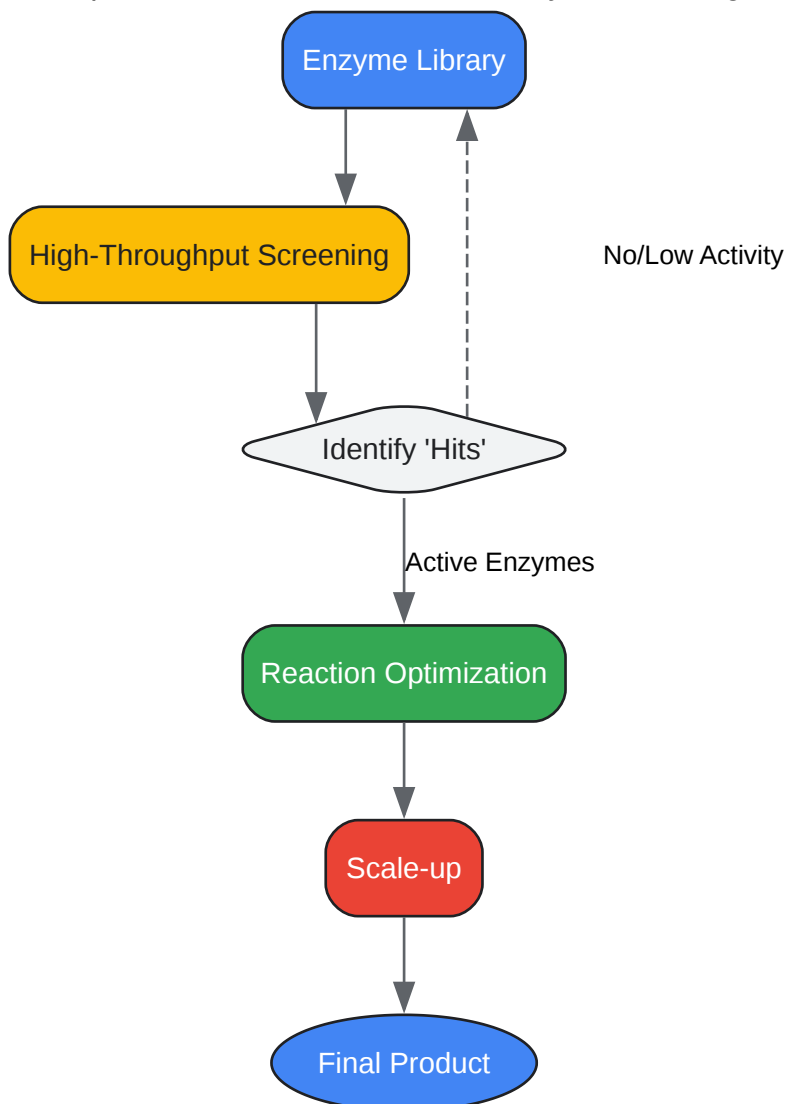 Enzyme Library
High-Throughput Screening
No/Low Activity
Identify 'Hits'
Active Enzymes
Reaction Optimization
Scale-up
Final Product